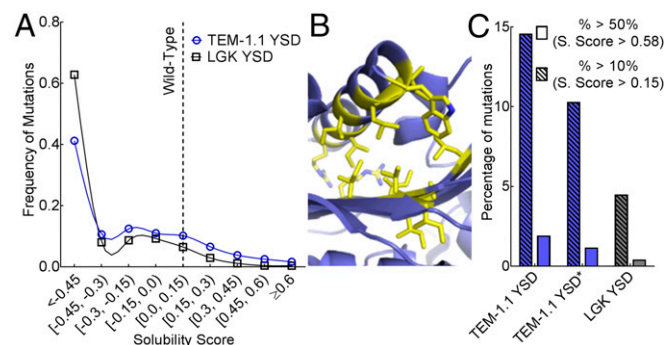 A
Frequency of Mutations
0.8
0.6
0.4
0.2
0.0
Wild-Type
TEM-1.1 YSD
LGK YSD
<-0.45
[-0.45, -0.3)
[-0.3, -0.15)
[-0.15, 0.0)
[0.0, 0.15)
[0.15, 0.3)
[0.3, 0.45)
[0.45, 0.6)
≥0.6
Solubility Score
B
C
Percentage of mutations
15
10
5
0
% > 50%
(S. Score > 0.58)
% > 10%
(S. Score > 0.15)
TEM-1.1 YSD
TEM-1.1 YSD*
LGK YSD